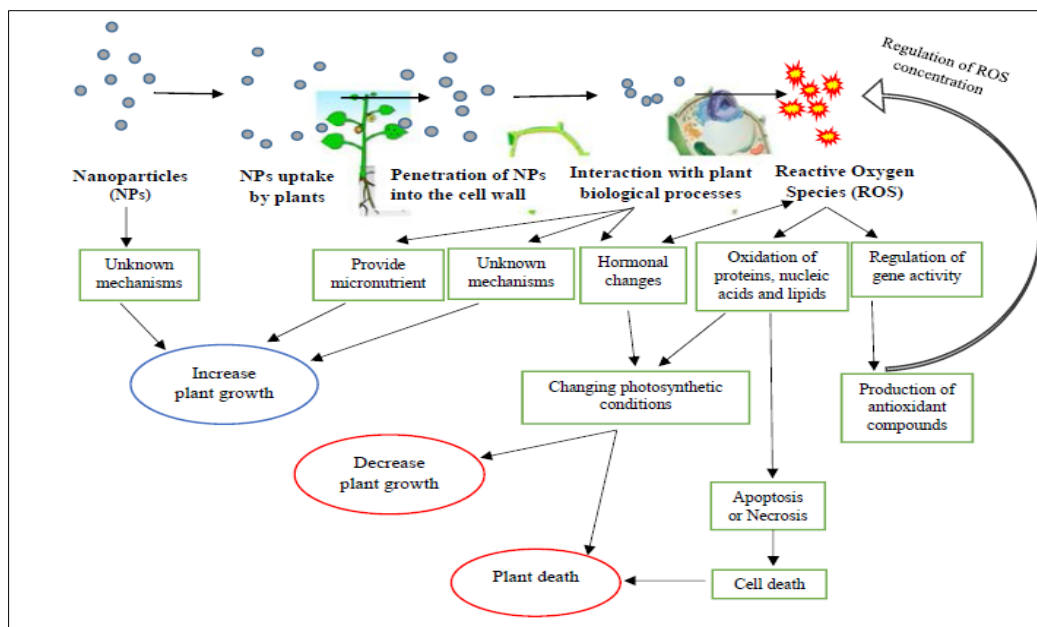 Regulation of ROS
concentration
Nanoparticles
(NPs)
NPs uptake
by plants
Penetration of NPs
into the cell wall
Interaction with plant
biological processes
Reactive Oxygen
Species (ROS)
Unknown
mechanisms
Provide
micronutrient
Unknown
mechanisms
Hormonal
changes
Oxidation of
proteins, nucleic
acids and lipids
Regulation of
gene activity
Increase
plant growth
Changing photosynthetic
conditions
Production of
antioxidant
compounds
Decrease
plant growth
Apoptosis
or Necrosis
Plant death
Cell death